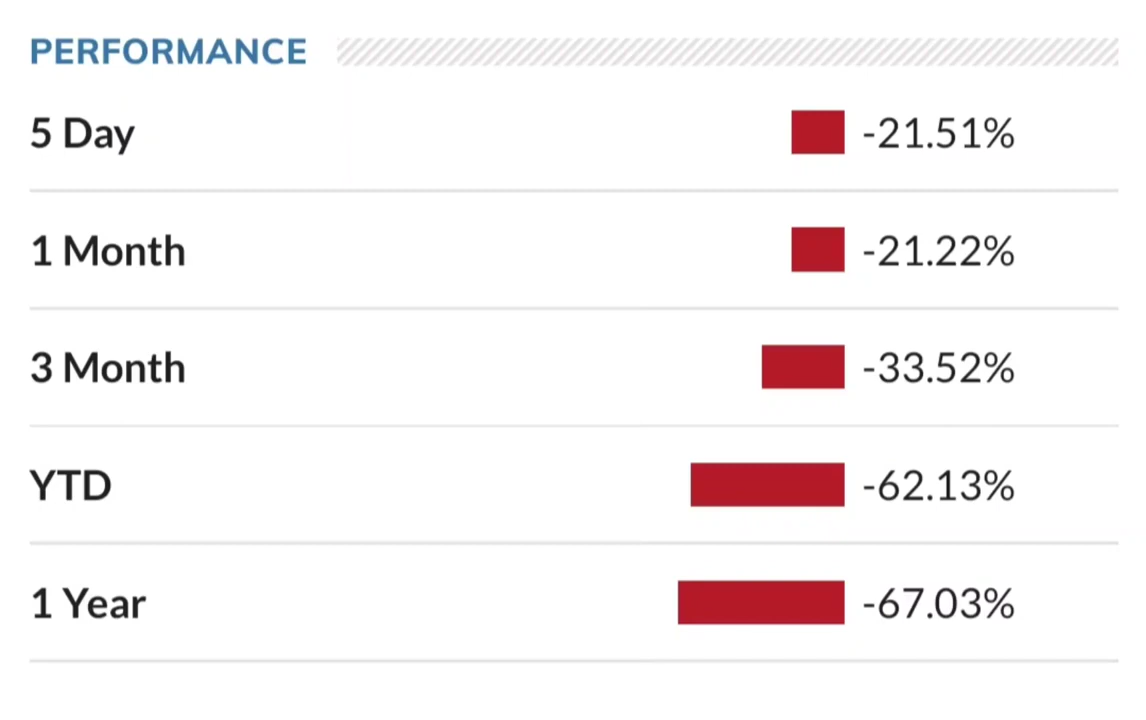 PERFORMANCE
5 Day -21.51%
1 Month -21.22%
3 Month -33.52%
YTD -62.13%
1 Year -67.03%